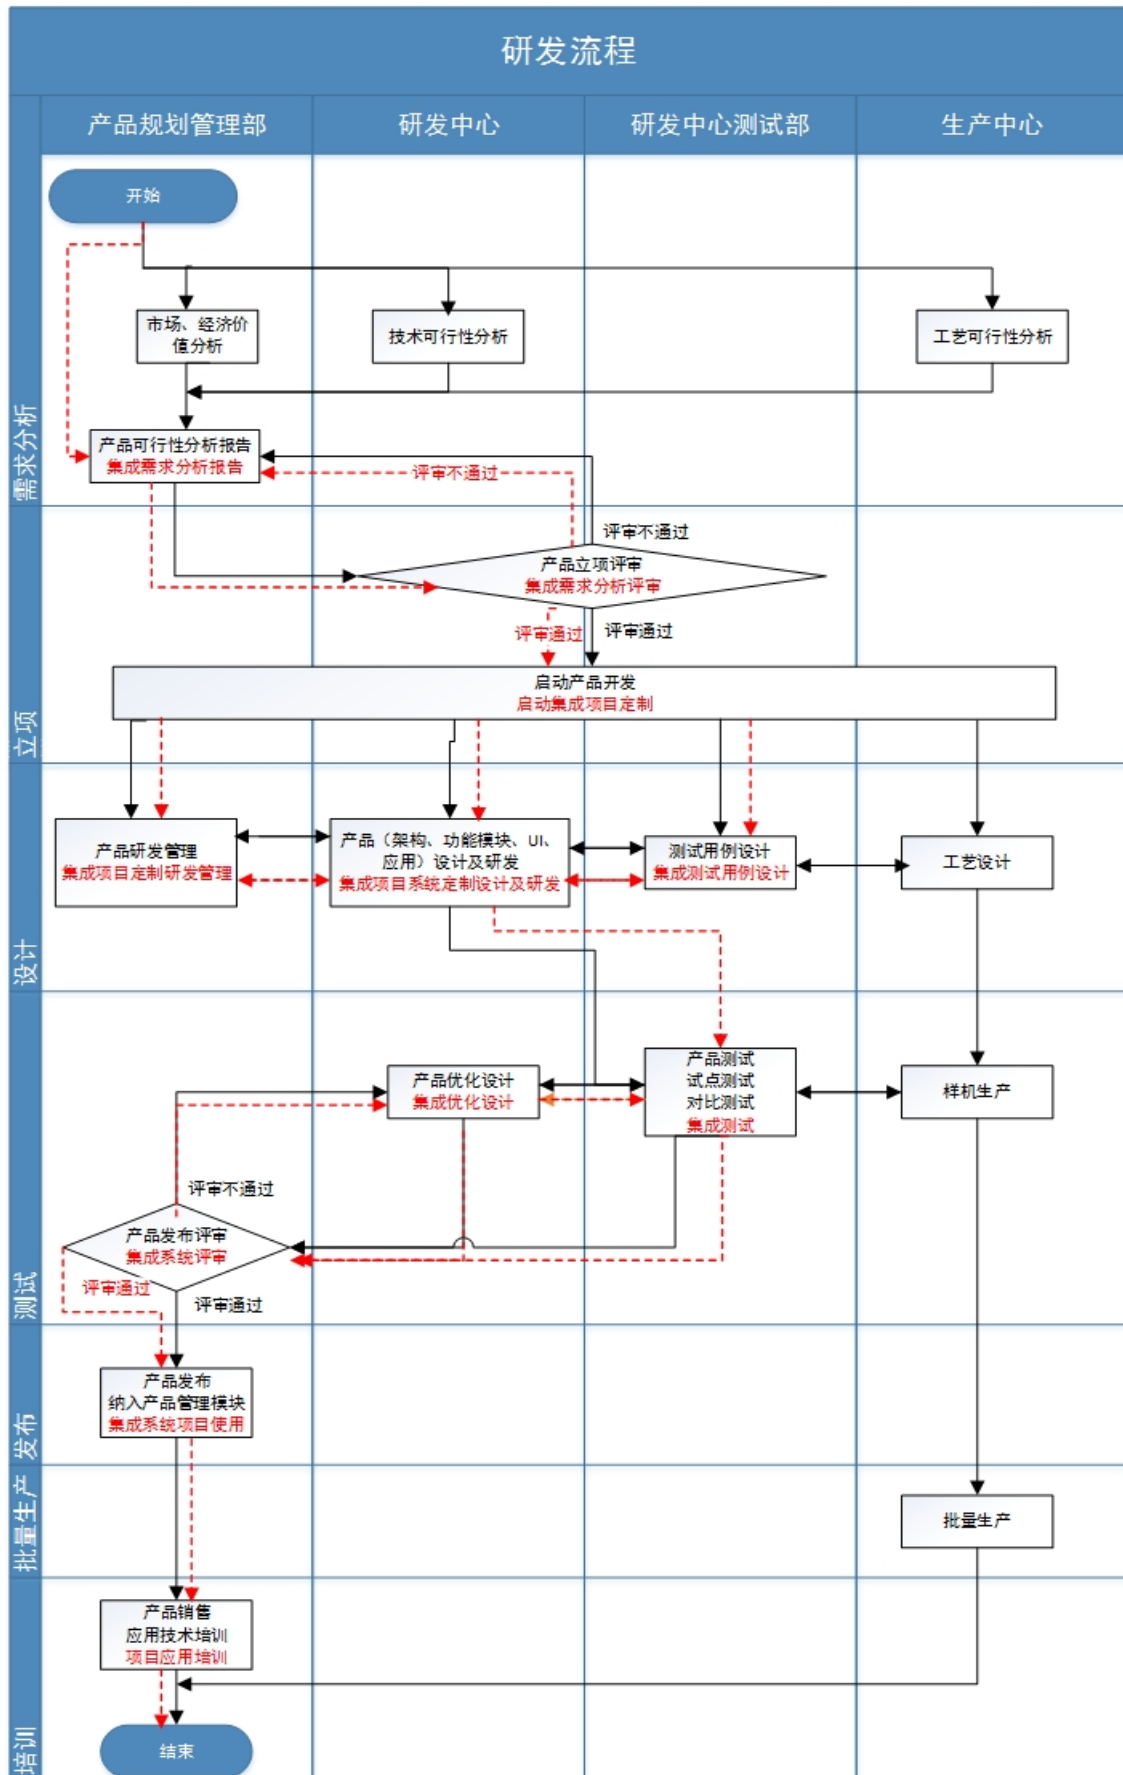 研发流程
产品规划管理部
研发中心
研发中心测试部
生产中心
需求分析
开始
市场、经济价
值分析
技术可行性分析
工艺可行性分析
产品可行性分析报告
集成需求分析报告
评审不通过
立项
评审不通过
产品立项评审
集成需求分析评审
评审通过
评审通过
启动产品开发
启动集成项目定制
设计
产品研发管理
集成项目定制研发管理
产品（架构、功能模块、UI、
应用）设计及研发
集成项目系统定制设计及研发
测试用例设计
集成测试用例设计
工艺设计
测试
产品优化设计
集成优化设计
产品测试
试点测试
对比测试
集成测试
样机生产
评审不通过
产品发布评审
集成系统评审
评审通过
评审通过
发布
产品发布
纳入产品管理模块
集成系统项目使用
批量生产
批量生产
培训
产品销售
应用技术培训
项目应用培训
结束